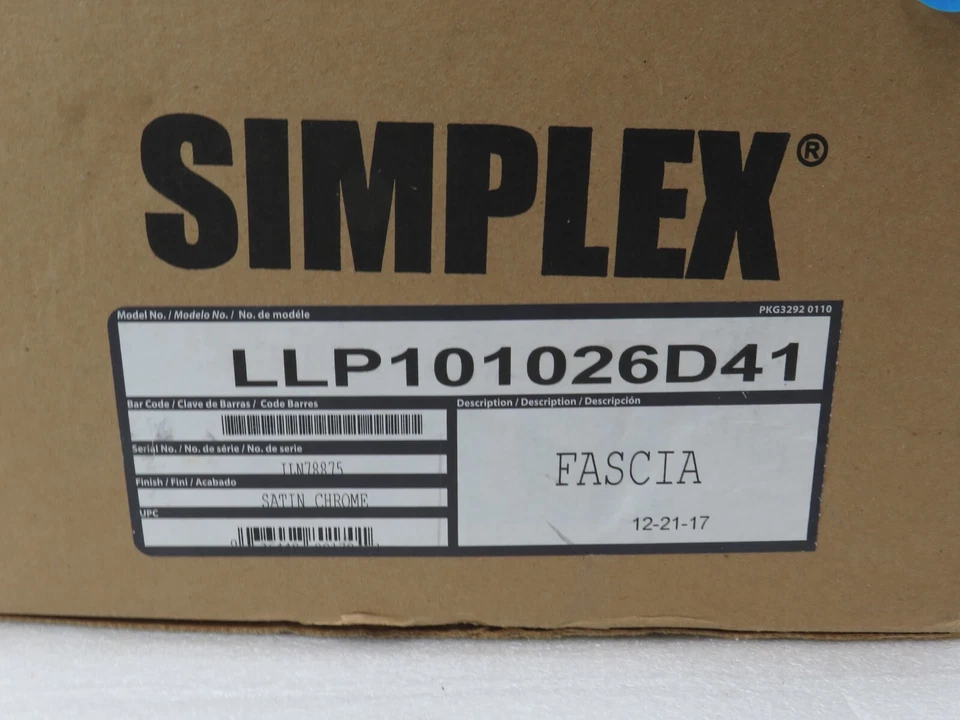 SIMPLEX®
Model No. / Modelo No. / No. de modéle
PKG3292 0110
LLP101026D41
Bar Code / Clave de Barras / Code Barres
Description / Description / Descripción
Serial No. / No. de série / No. de serie
FASCIA
Finish / Fini / Acabado
SATIN CHROME
12-21-17
UPC